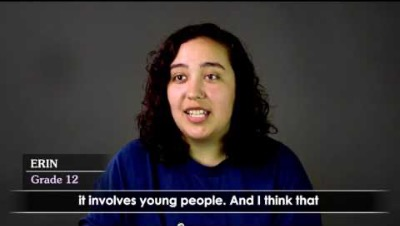 ERIN
Grade 12
it involves young people. And I think that